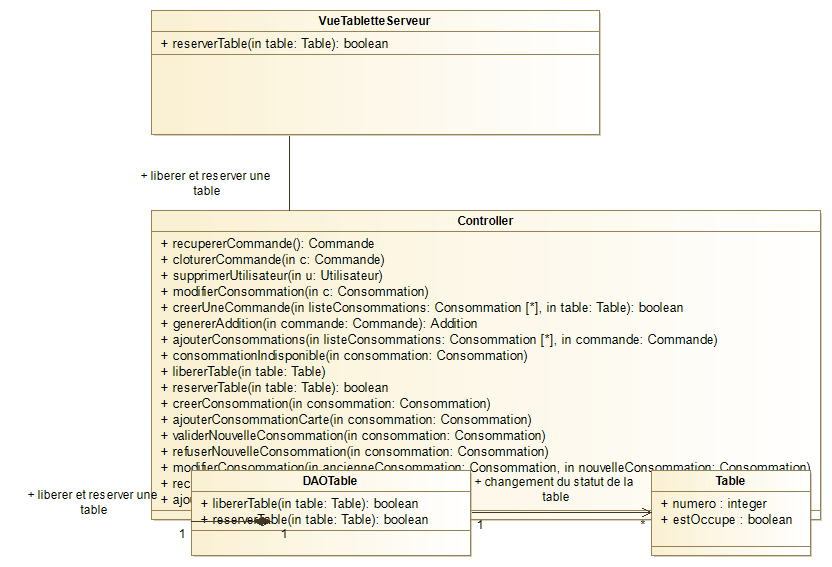 VueTabletteServeur
+ reserverTable(in table: Table): boolean
+ liberer et reserver une
table
Controller
+ recupererCommande(): Commande
+ cloturerCommande(in c: Commande)
+ supprimerUtilisateur(in u: Utilisateur)
+ modifierConsommation(in c: Consommation)
+ creerUneCommande(in listeConsommations: Consommation [*], in table: Table): boolean
+ genererAddition(in commande: Commande): Addition
+ ajouterConsommations(in listeConsommations: Consommation [*], in commande: Commande)
+ consommationIndisponible(in consommation: Consommation)
+ libererTable(in table: Table)
+ reserverTable(in table: Table): boolean
+ creerConsommation(in consommation: Consommation)
+ ajouterConsommationCarte(in consommation: Consommation)
+ validerNouvelleConsommation(in consommation: Consommation)
+ refuserNouvelleConsommation(in consommation: Consommation)
+ modifierConsommation(in ancienneConsommation: Consommation, in nouvelleConsommation: Consommation)
+ rec
+ ajou
+ liberer et reserver une
table
DAOTable
+ libererTable(in table: Table): boolean
+ reserverTable(in table: Table): boolean
1
1
+ changement du statut de la
table
1
*
Table
+ numero : integer
+ estOccupe : boolean